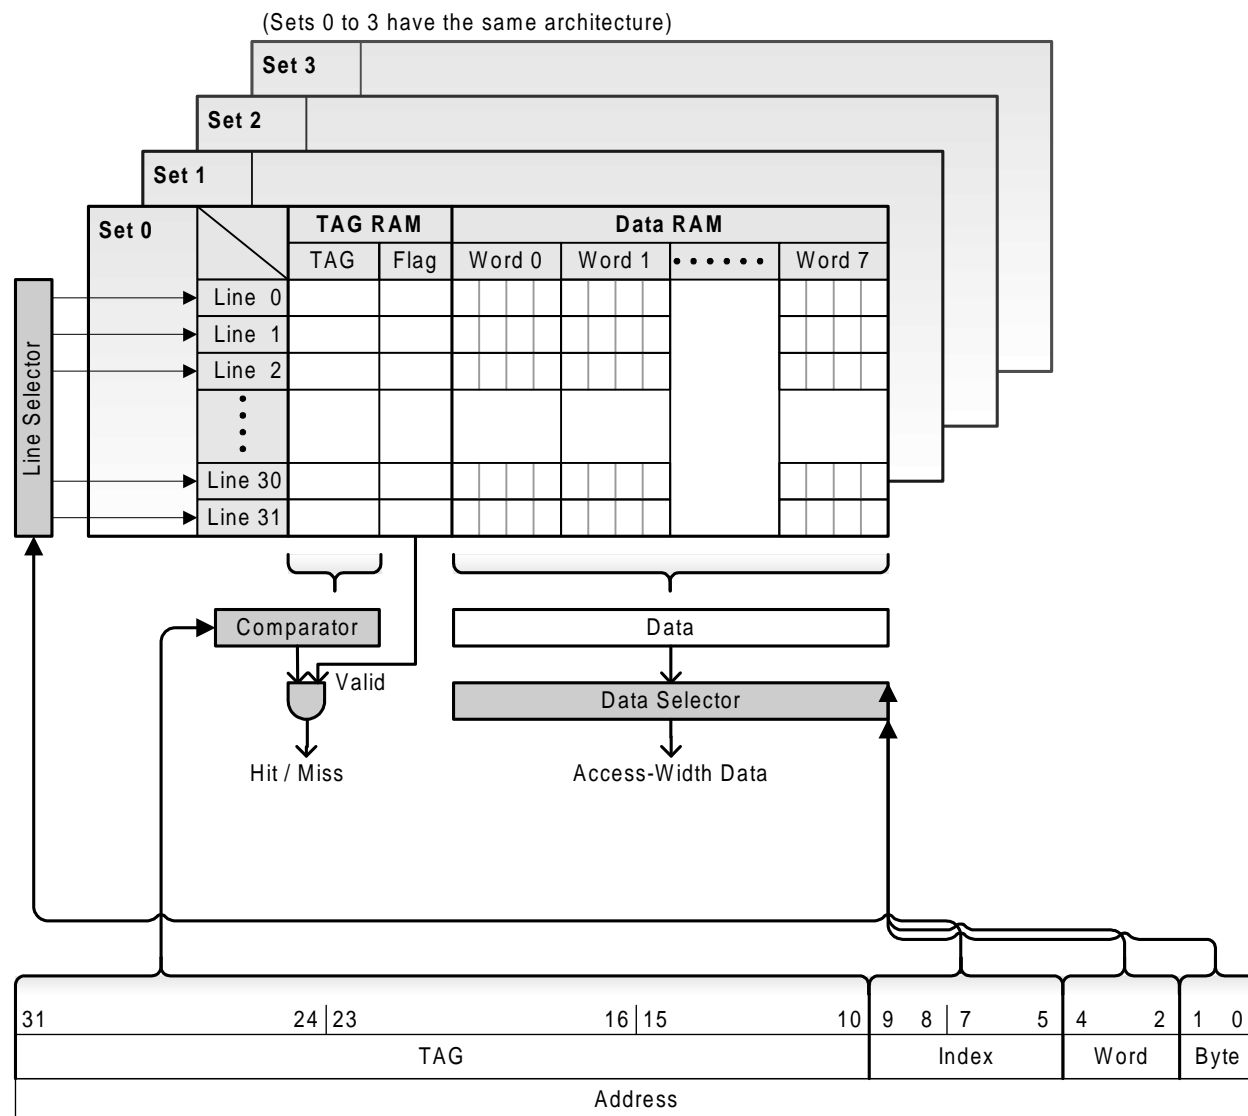 (Sets 0 to 3 have the same architecture)
Set 3
Set 2
Set 1
Set 0
TAG RAM
Data RAM
TAG
Flag
Word 0
Word 1
Word 7
Line 0
Line 1
Line 2
Line 30
Line 31
Line Selector
Comparator
Data
Valid
Data Selector
Hit / Miss
Access-Width Data
31 24 23 16 15 10 9 8 7 5 4 2 1 0
TAG Index Word Byte
Address